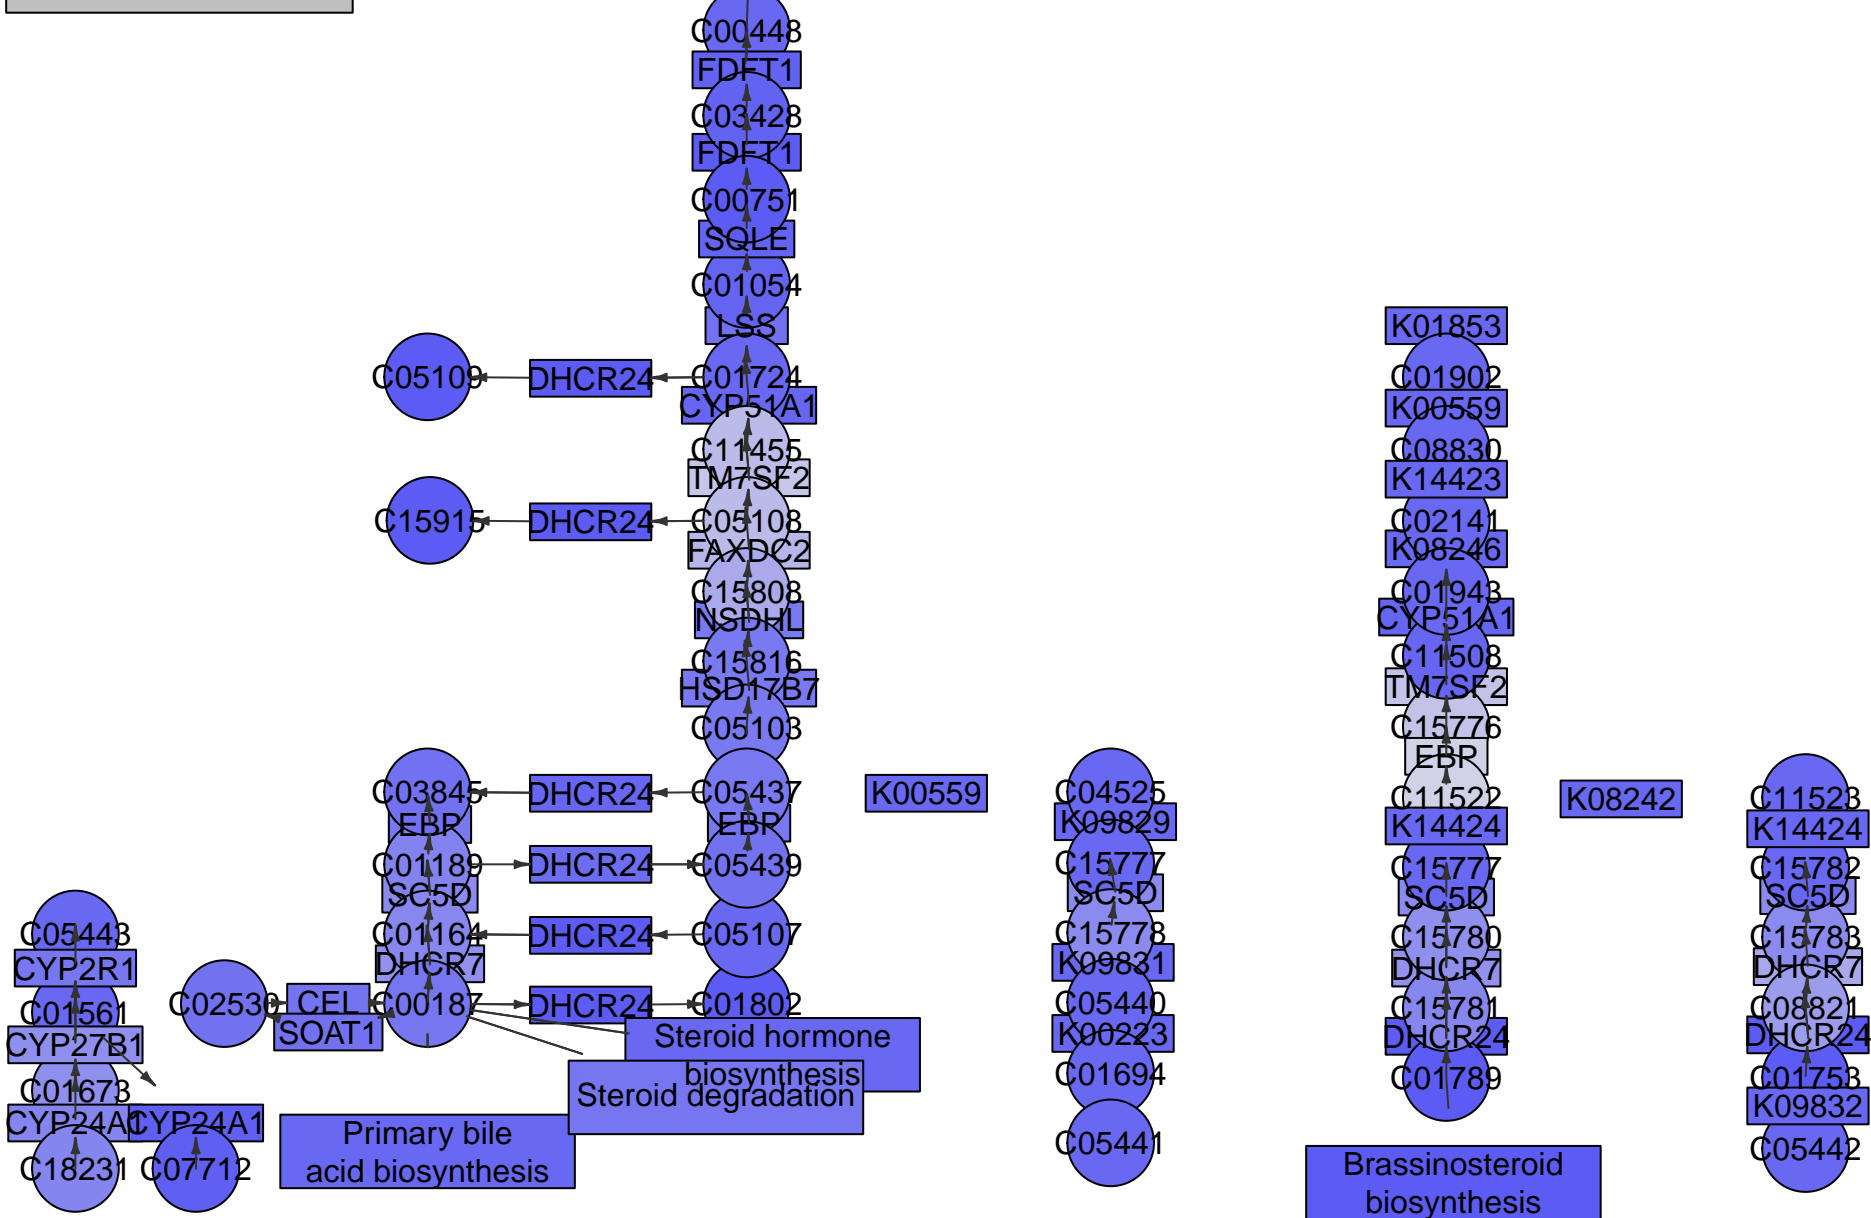 C00448
FDFT1
C03428
FDFT1
C00751
SQLE
C01054
LSS
C05109
DHCR24
C01724
CYP51A1
C11455
TM7SF2
C15915
DHCR24
C05108
FAXDC2
C15808
NSDHL
C15816
HSD17B7
C05103
C03845
DHCR24
C05437
K00559
EBP
EBP
C01189
DHCR24
C05439
SC5D
C01164
DHCR24
C05107
DHCR7
C02530
CEL
SOAT1
C00187
DHCR24
C01802
C05443
CYP2R1
C01561
CYP27B1
C01673
CYP24A1
CYP24A1
C18231
C07712
Steroid hormone
biosynthesis
Steroid degradation
Primary bile
acid biosynthesis
C04525
K09829
C15777
SC5D
C15778
K09831
C05440
K00223
C01694
C05441
K01853
C01902
K00559
C08830
K14423
C02141
K08246
C01943
CYP51A1
C11508
TM7SF2
C15776
EBP
C11522
K14424
C15777
SC5D
C15780
DHCR7
C15781
DHCR24
C01789
Brassinosteroid
biosynthesis
K08242
C11523
K14424
C15782
SC5D
C15783
DHCR7
C08821
DHCR24
C01753
K09832
C05442